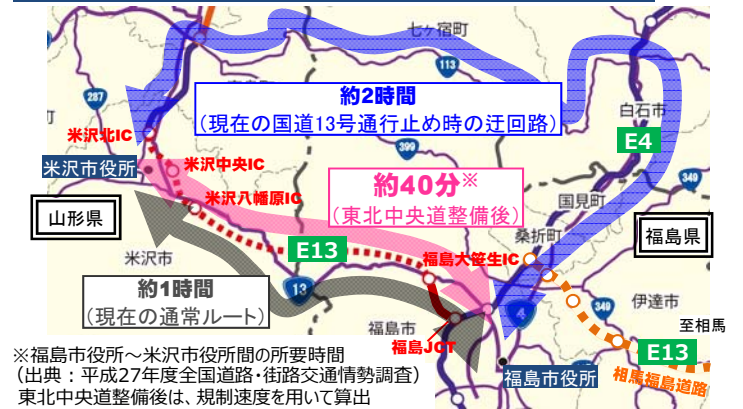 七ヶ宿町
113
287
約2時間
(現在の国道13号通行止め時の迂回路)
白石市
E4
米沢北IC
399
米沢市役所
米沢中央IC
約40分※
(東北中央道整備後)
349
米沢八幡原IC
国見町
山形県
桑折町
福島県
E13
福島大笹生IC
米沢市
約1時間
(現在の通常ルート)
13
4
349
伊達市
福島市
至相馬
福島JCT
E13
※福島市役所~米沢市役所間の所要時間
(出典:平成27年度全国道路・街路交通情勢調査)
東北中央道整備後は、規制速度を用いて算出
福島市役所
相馬福島道路